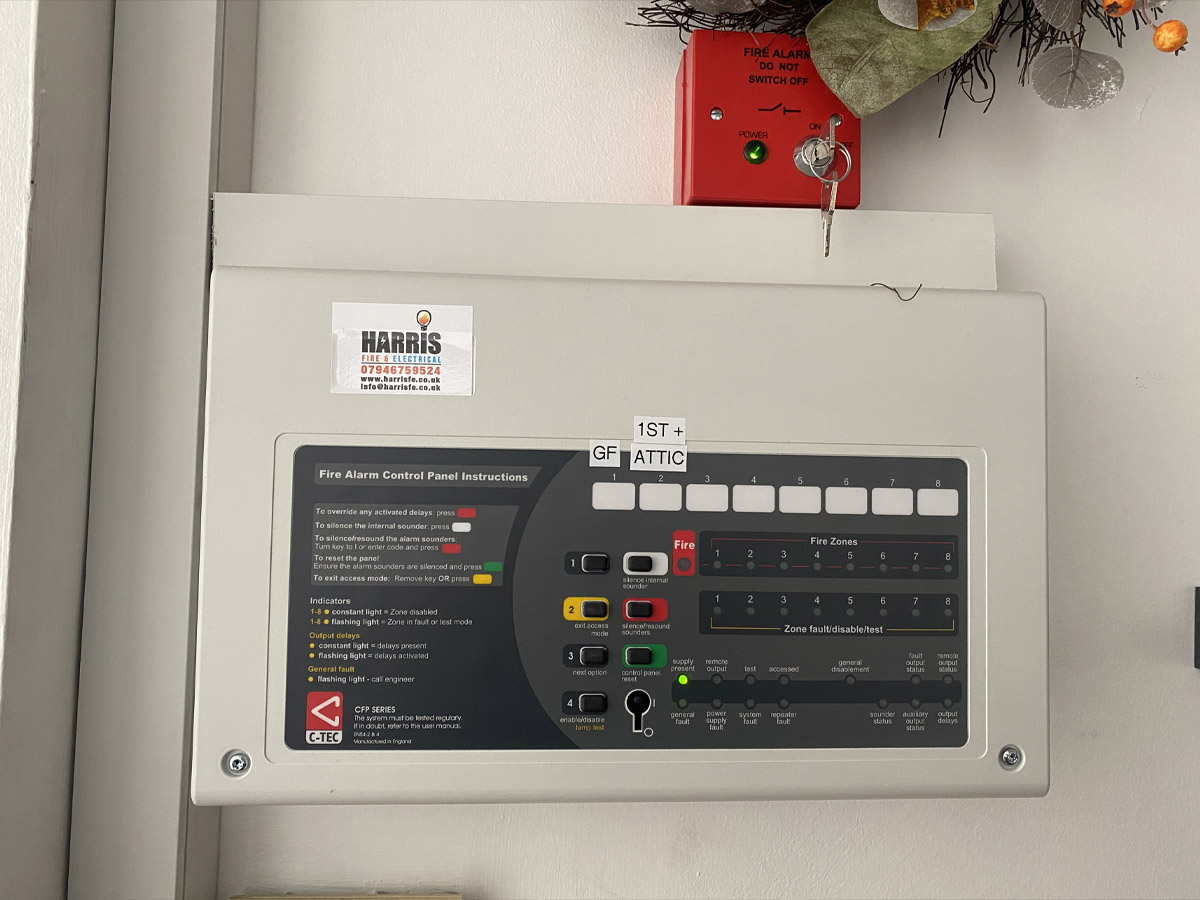 FIRE ALARM
DO NOT
SWITCH OFF
POWER
ON
HARRIS
FIRE & ELECTRICAL
07946759524
www.harrisfe.co.uk
info@harrisfe.co.uk
1ST +
GF
ATTIC
1 2 3 4 5 6 7 8
Fire Alarm Control Panel Instructions
To override any activated delays: press
To silence the internal sounder: press
To silence/resound the alarm sounders:
Turn key to I or enter code and press
To reset the panel:
Ensure the alarm sounders are silenced and press
To exit access mode: Remove key OR press
Indicators
1-8 constant light = Zone disabled
1-8 flashing light = Zone in fault or test mode
Output delays
constant light = delays present
flashing light = delays activated
General fault
flashing light - call engineer
C-TEC
CFP SERIES
The system must be tested regularly.
If in doubt, refer to the user manual.
EN54-2 & 4
Manufactured in England
1
silence internal
sounder
2
exit access
mode
silence/resound
sounders
3
next option
control panel
reset
4
enable/disable
lamp test
I
O
Fire
Fire Zones
1 2 3 4 5 6 7 8
1 2 3 4 5 6 7 8
Zone fault/disable/test
supply
present
remote
output
test
accessed
general
disablement
fault
output
status
remote
output
status
general
fault
power
supply
fault
system
fault
repeater
fault
sounder
status
auxiliary
output
status
output
delays